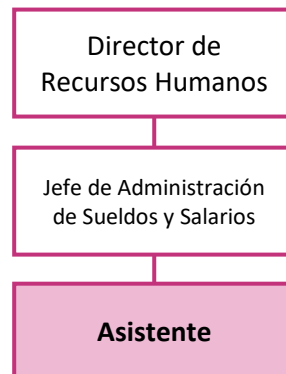 Director de
Recursos Humanos
Jefe de Administración
de Sueldos y Salarios
Asistente